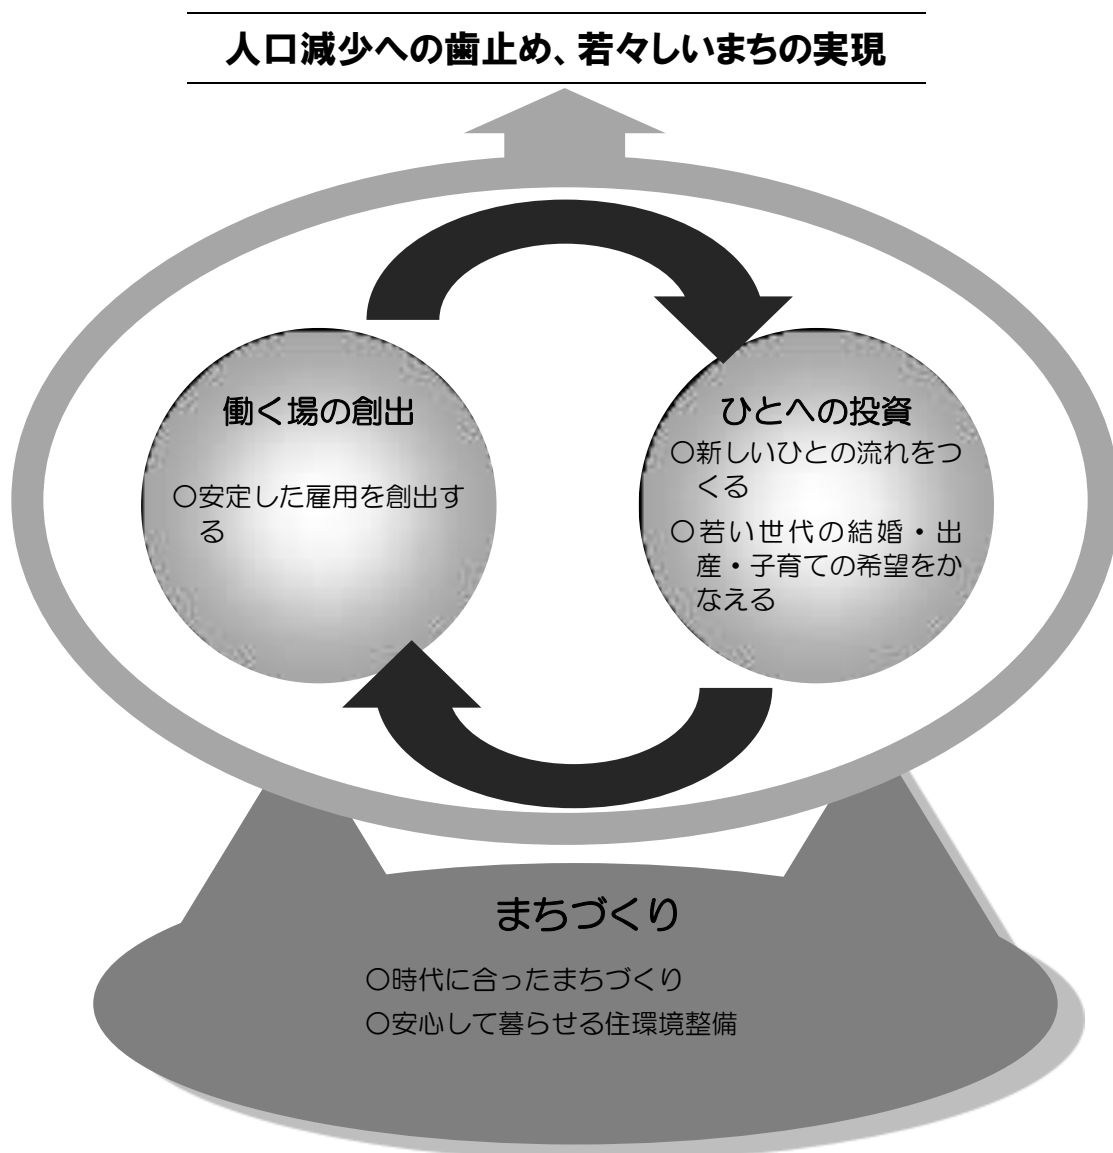 人口減少への歯止め、若々しいまちの実現
働く場の創出
○安定した雇用を創出す
る
ひとへの投資
○新しいひとの流れをつ
くる
○若い世代の結婚・出
産・子育ての希望をか
なえる
まちづくり
○時代に合ったまちづくり
○安心して暮らせる住環境整備